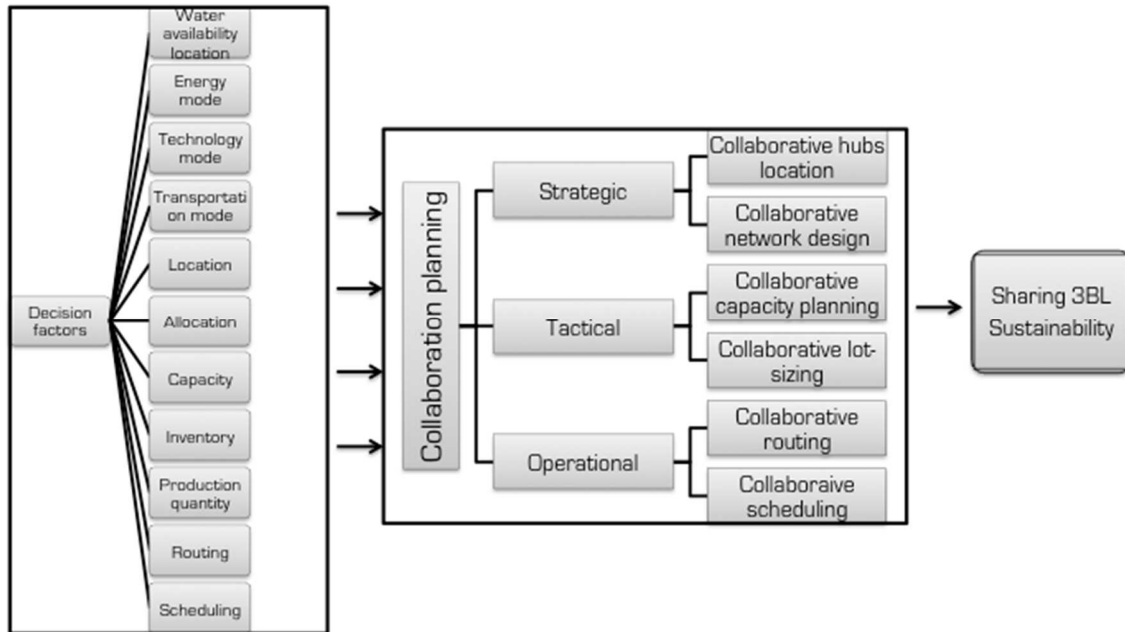 Water
availability
location
Energy
mode
Technology
mode
Transportati
on mode
Location
Decision
factors
Allocation
Capacity
Inventory
Production
quantity
Routing
Scheduling
Collaboration planning
Strategic
Collaborative hubs
location
Collaborative
network design
Tactical
Collaborative
capacity planning
Collaborative lot-
sizing
Operational
Collaborative
routing
Collaboraive
scheduling
Sharing 3BL
Sustainability